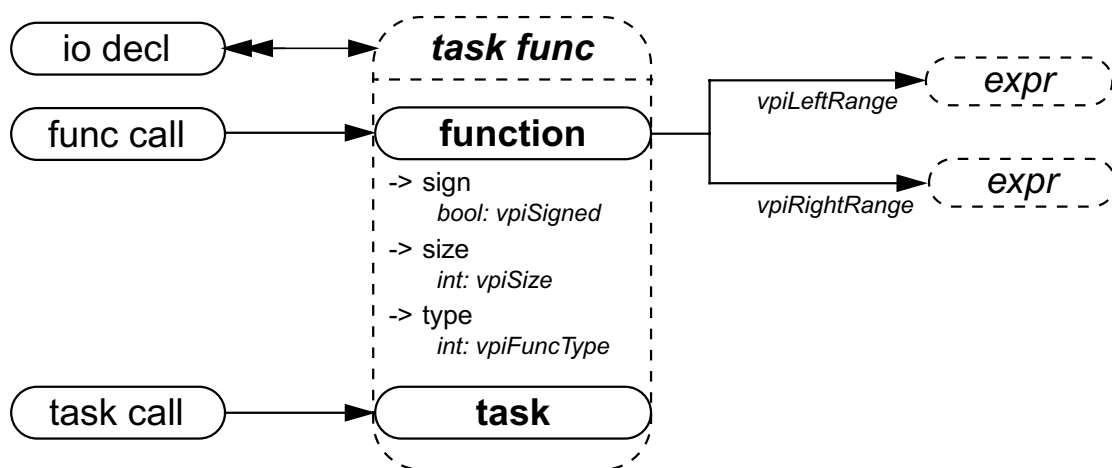 io decl
task func
expr
vpiLeftRange
func call
function
expr
vpiRightRange
-> sign
bool: vpiSigned
-> size
int: vpiSize
-> type
int: vpiFuncType
task call
task